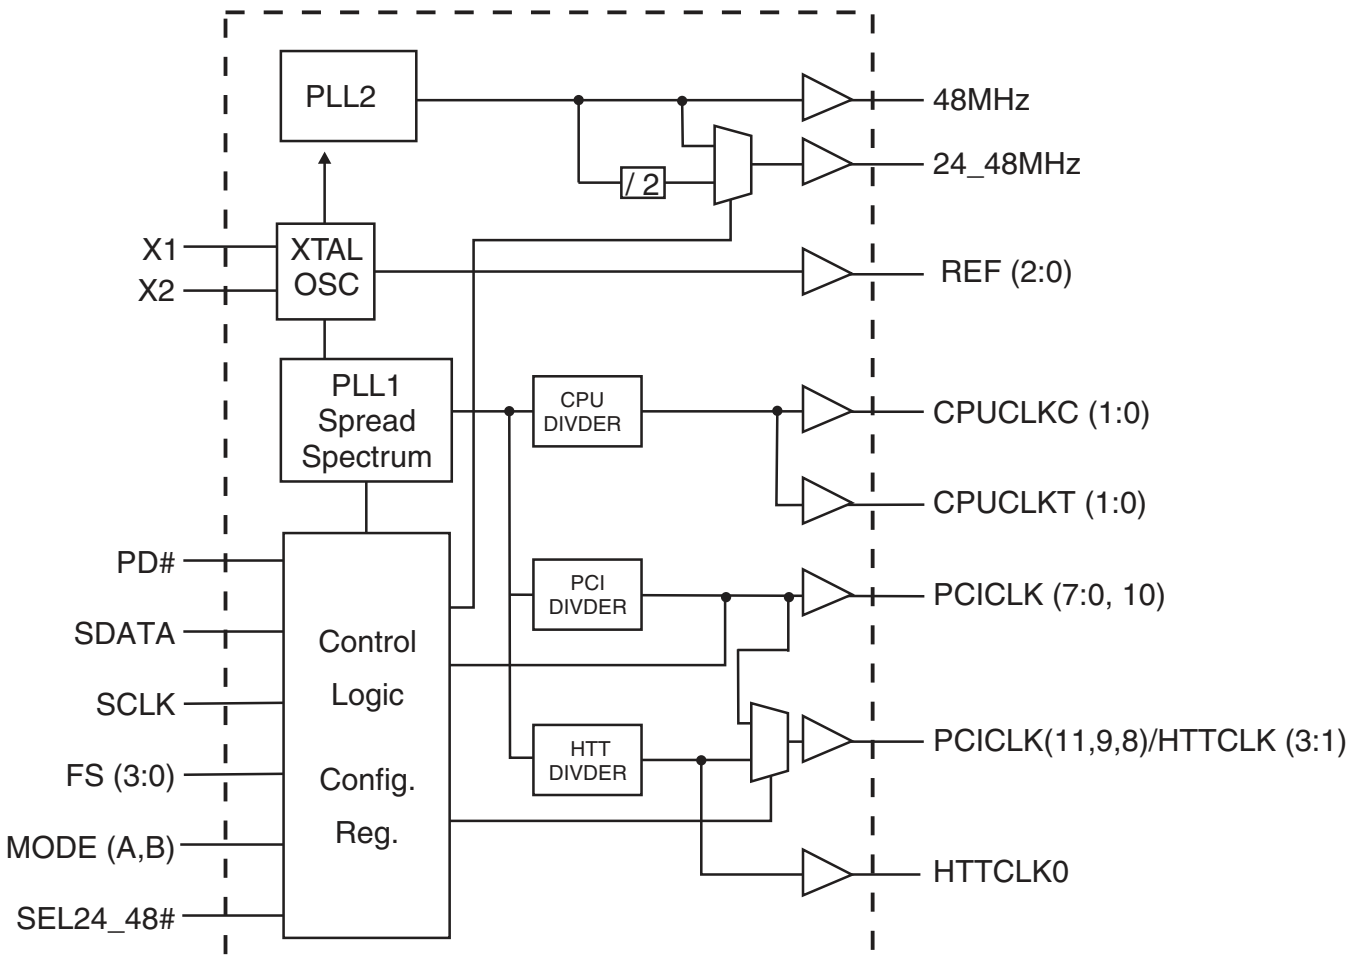 PLL2
48MHz
24_48MHz
/ 2
X1
X2
XTAL
OSC
REF (2:0)
PLL1
Spread
Spectrum
CPU
DIVDER
CPUCLKC (1:0)
CPUCLKT (1:0)
PD#
SDATA
SCLK
FS (3:0)
MODE (A,B)
SEL24_48#
Control
Logic
Config.
Reg.
PCI
DIVDER
PCICLK (7:0, 10)
HTT
DIVDER
PCICLK(11,9,8)/HTTCLK (3:1)
HTTCLK0